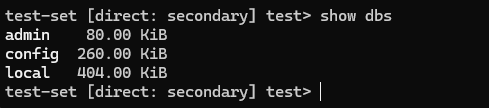 test-set [direct: secondary] test> show dbs
admin    80.00 KiB
config  260.00 KiB
local   404.00 KiB
test-set [direct: secondary] test>